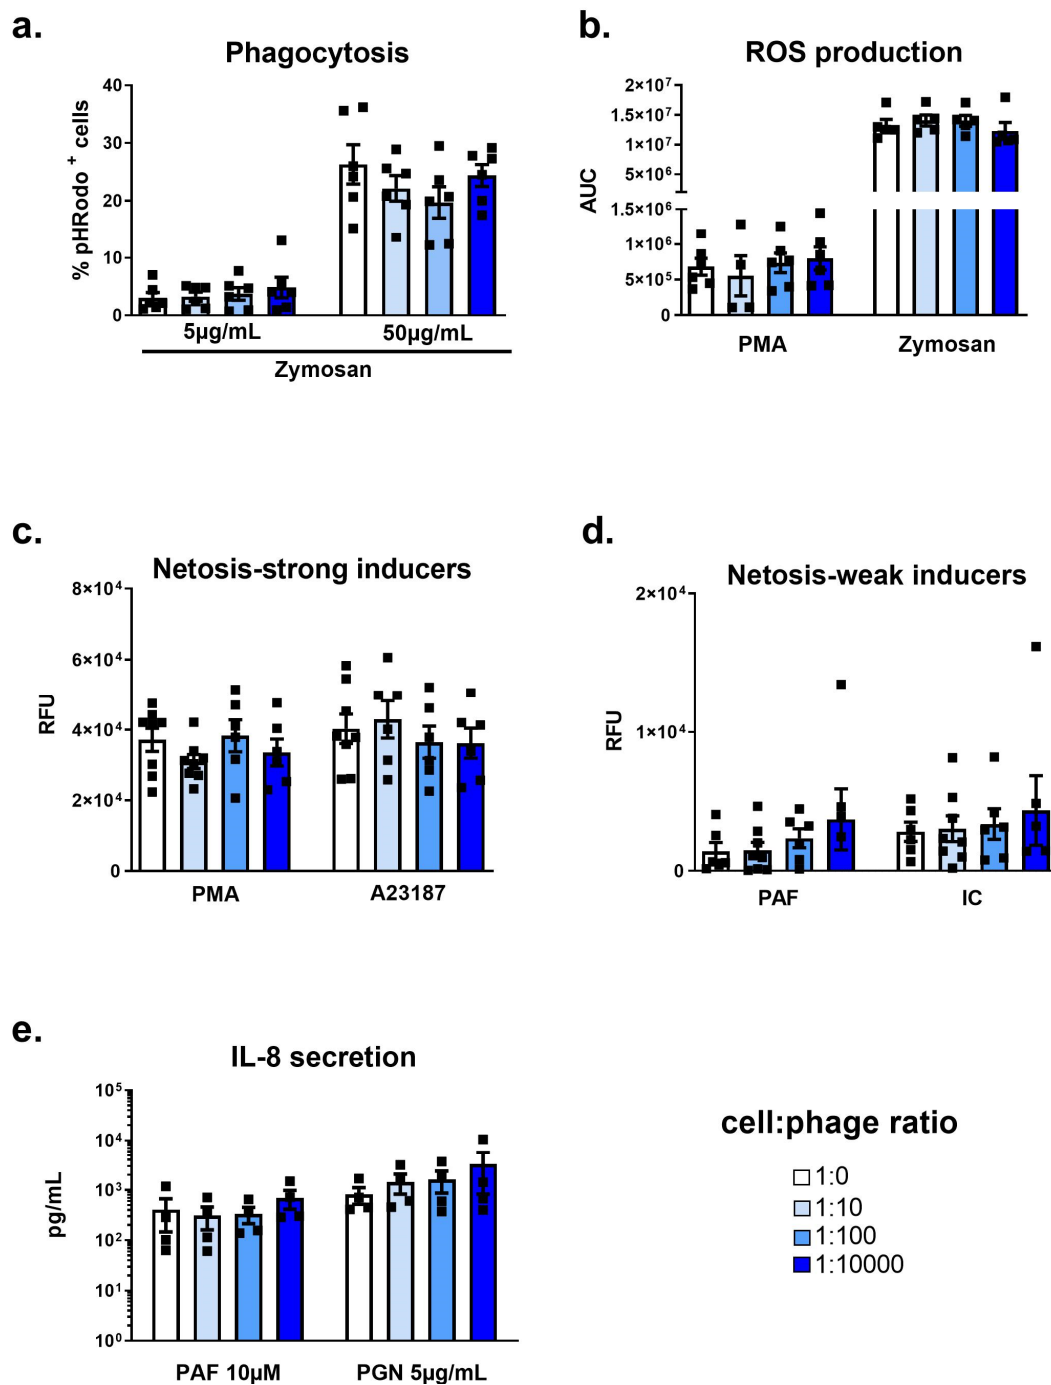 a.
Phagocytosis
% pHRodo⁺ cells
40
30
20
10
0
5µg/mL 50µg/mL
Zymosan
b.
ROS production
AUC
2×10⁷
1.5×10⁷
1×10⁷
5×10⁶
1.5×10⁶
1×10⁶
5×10⁵
0
PMA Zymosan
c.
Netosis-strong inducers
RFU
8×10⁴
6×10⁴
4×10⁴
2×10⁴
0
PMA A23187
d.
Netosis-weak inducers
RFU
2×10⁴
1×10⁴
0
PAF IC
e.
IL-8 secretion
pg/mL
10⁵
10⁴
10³
10²
10¹
10⁰
PAF 10µM PGN 5µg/mL
cell:phage ratio
1:0
1:10
1:100
1:10000